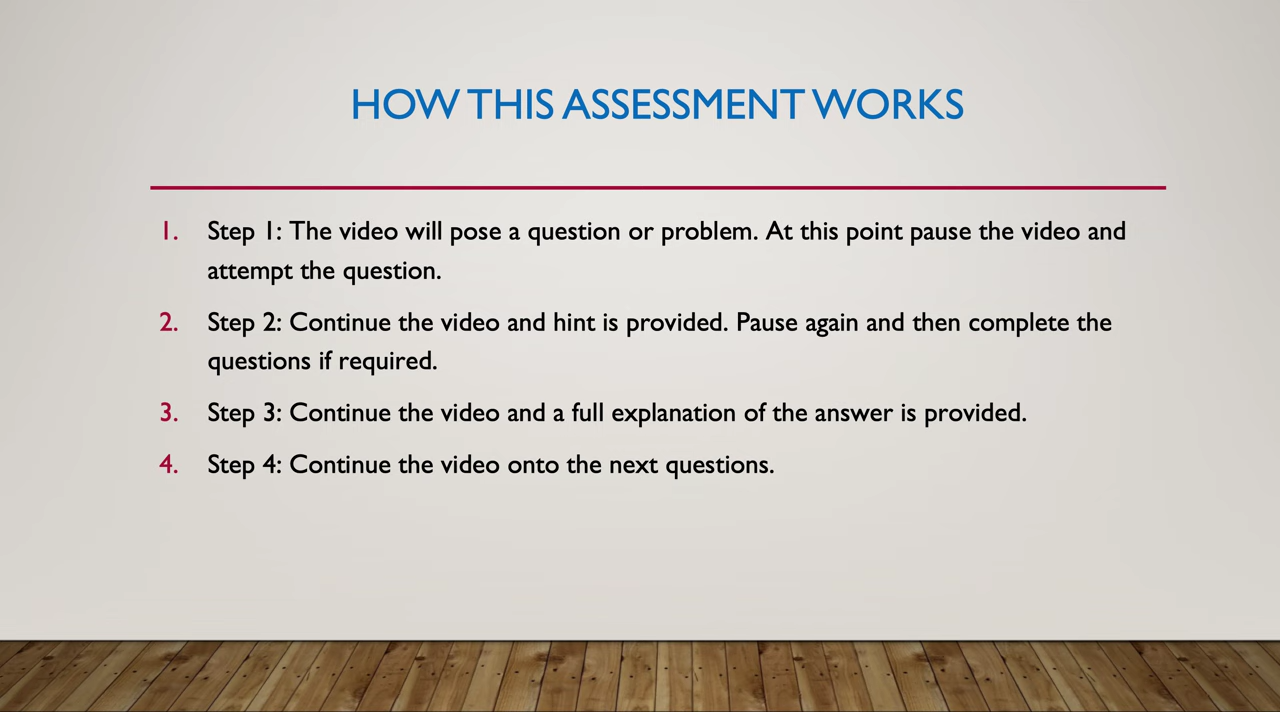 HOW THIS ASSESSMENT WORKS
1. Step 1: The video will pose a question or problem. At this point pause the video and
attempt the question.
2. Step 2: Continue the video and hint is provided. Pause again and then complete the
questions if required.
3. Step 3: Continue the video and a full explanation of the answer is provided.
4. Step 4: Continue the video onto the next questions.